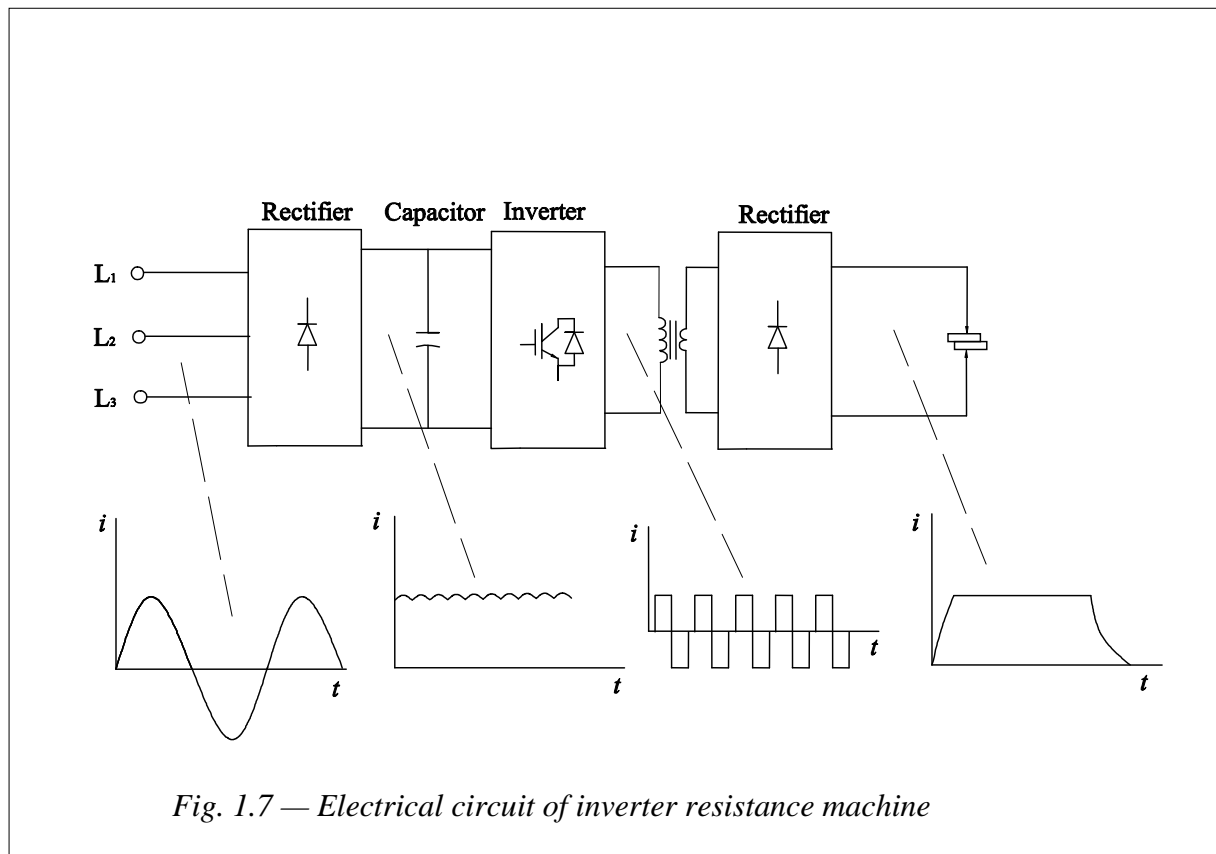 Rectifier Capacitor Inverter Rectifier
L₁
L₂
L₃
i i i i
t t t t
Fig. 1.7 — Electrical circuit of inverter resistance machine